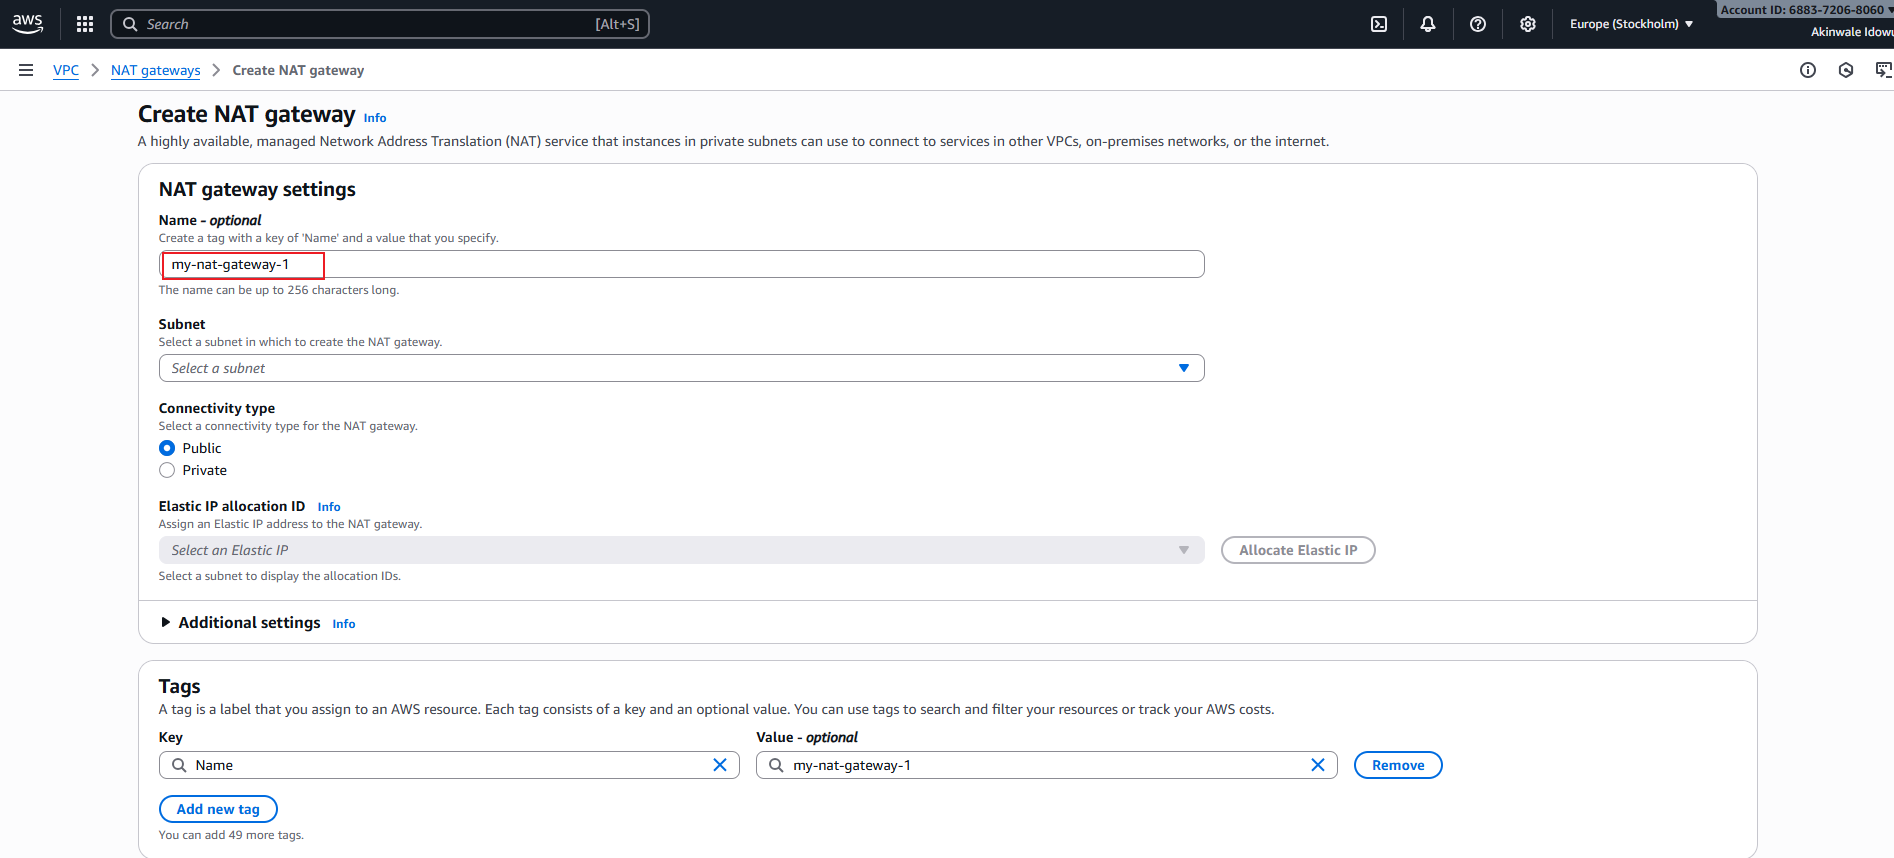 aws
Search [Alt+S]
Europe (Stockholm)
Account ID: 6883-7206-8060
Akinwale Idowu
VPC
NAT gateways
Create NAT gateway
Create NAT gateway Info
A highly available, managed Network Address Translation (NAT) service that instances in private subnets can use to connect to services in other VPCs, on-premises networks, or the internet.
NAT gateway settings
Name - optional
Create a tag with a key of 'Name' and a value that you specify.
my-nat-gateway-1
The name can be up to 256 characters long.
Subnet
Select a subnet in which to create the NAT gateway.
Select a subnet
Connectivity type
Select a connectivity type for the NAT gateway.
Public
Private
Elastic IP allocation ID Info
Assign an Elastic IP address to the NAT gateway.
Select an Elastic IP
Allocate Elastic IP
Select a subnet to display the allocation IDs.
Additional settings Info
Tags
A tag is a label that you assign to an AWS resource. Each tag consists of a key and an optional value. You can use tags to search and filter your resources or track your AWS costs.
Key
Value - optional
Name
my-nat-gateway-1
Remove
Add new tag
You can add 49 more tags.